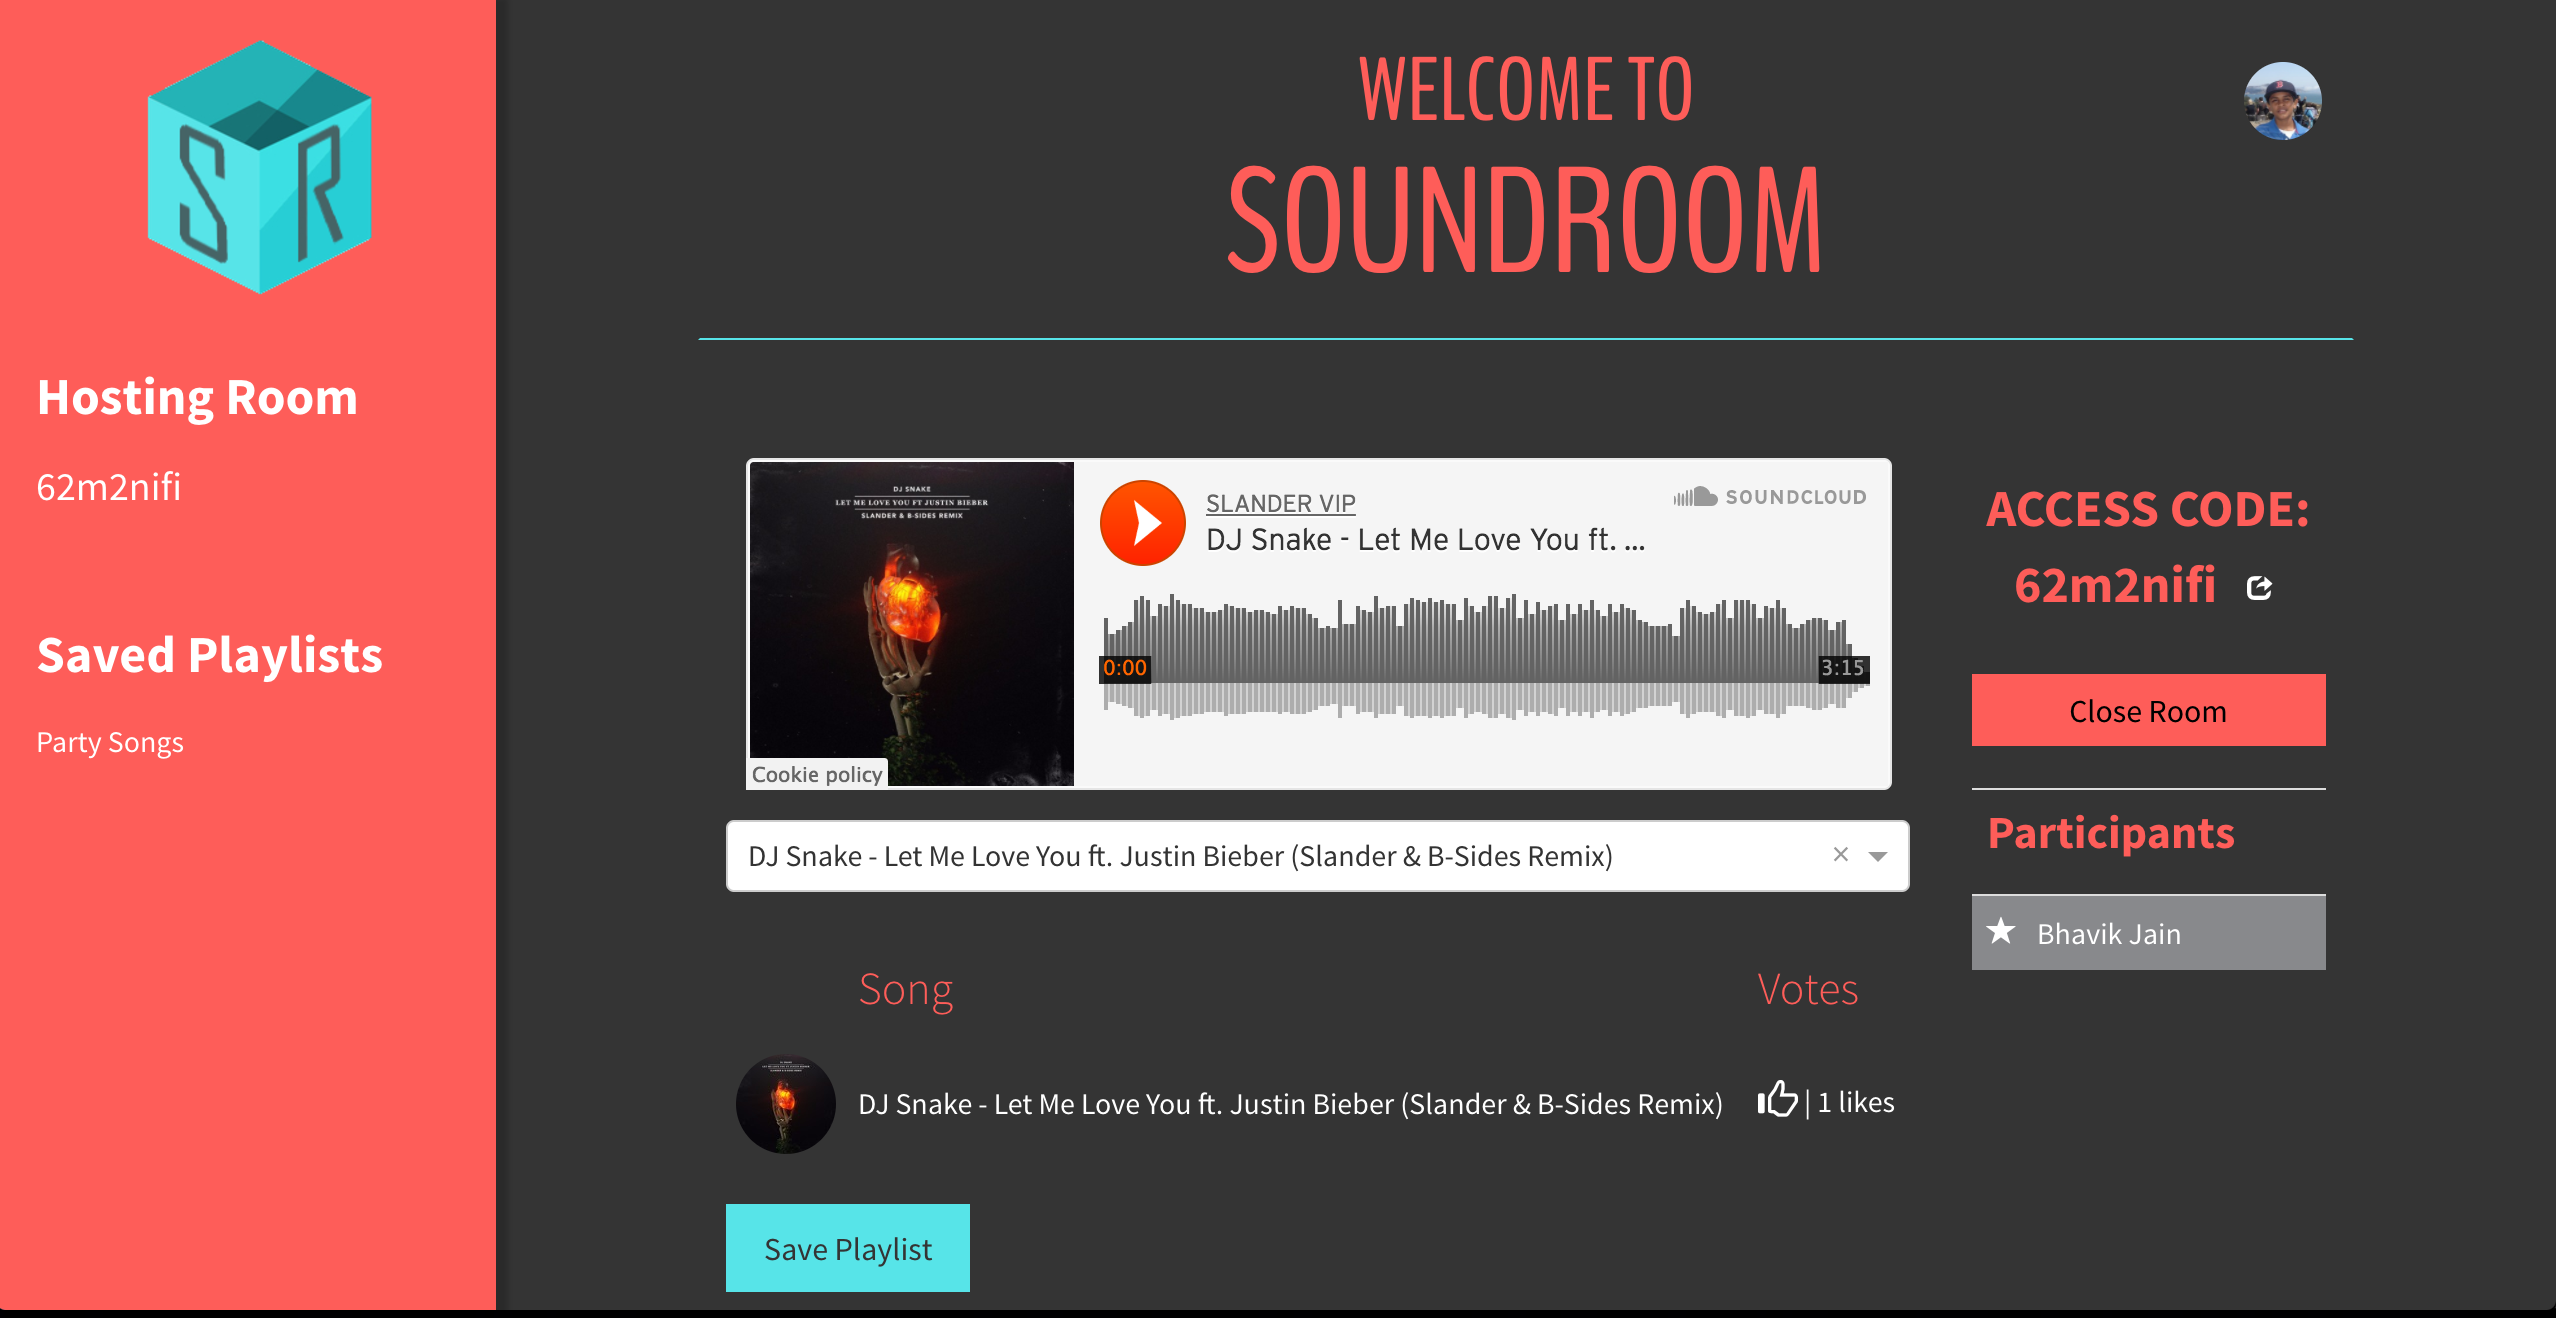 S R
Hosting Room
62m2nifi
Saved Playlists
Party Songs
WELCOME TO
SOUNDROOM
DJ SNAKE
LET ME LOVE YOU FT JUSTIN BIEBER
SLANDER & B-SIDES REMIX
Cookie policy
SLANDER VIP
DJ Snake - Let Me Love You ft. ...
SOUNDCLOUD
0:00
3:15
DJ Snake - Let Me Love You ft. Justin Bieber (Slander & B-Sides Remix)
Song
Votes
DJ Snake - Let Me Love You ft. Justin Bieber (Slander & B-Sides Remix)
| 1 likes
Save Playlist
ACCESS CODE:
62m2nifi
Close Room
Participants
Bhavik Jain